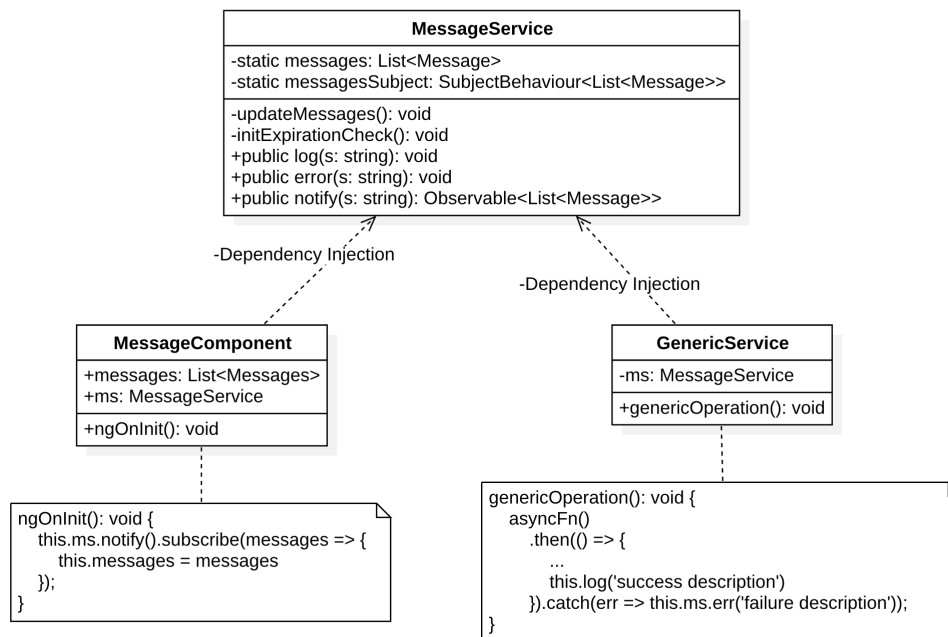 MessageService
-static messages: List<Message>
-static messagesSubject: SubjectBehaviour<List<Message>>
-updateMessages(): void
-initExpirationCheck(): void
+public log(s: string): void
+public error(s: string): void
+public notify(s: string): Observable<List<Message>>
-Dependency Injection
-Dependency Injection
MessageComponent
+messages: List<Messages>
+ms: MessageService
+ngOnInit(): void
GenericService
-ms: MessageService
+genericOperation(): void
ngOnInit(): void {
    this.ms.notify().subscribe(messages => {
        this.messages = messages
    });
}
genericOperation(): void {
    asyncFn()
        .then(() => {
            ...
            this.log('success description')
        }).catch(err => this.ms.err('failure description'));
}